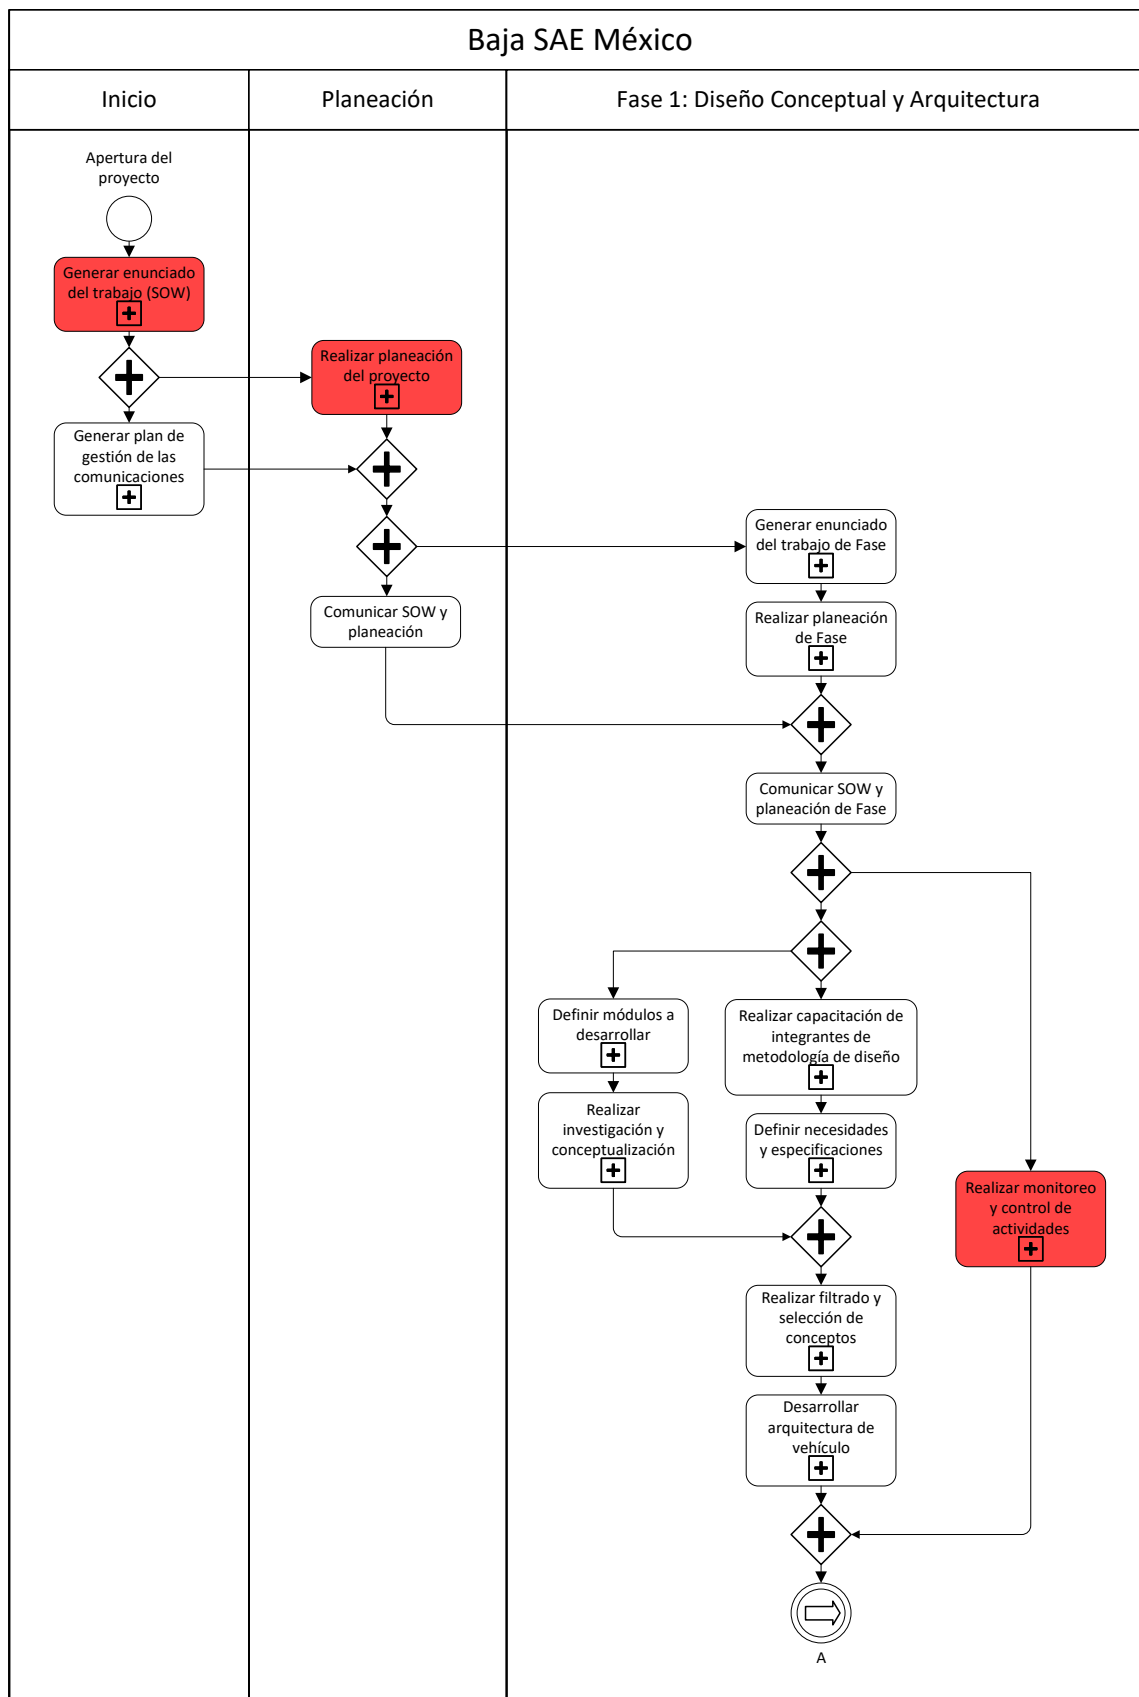 Baja SAE México
Inicio
Planeación
Fase 1: Diseño Conceptual y Arquitectura
Apertura del
proyecto
Generar enunciado
del trabajo (SOW)
Realizar planeación
del proyecto
Generar plan de
gestión de las
comunicaciones
Generar enunciado
del trabajo de Fase
Comunicar SOW y
planeación
Realizar planeación
de Fase
Comunicar SOW y
planeación de Fase
Definir módulos a
desarrollar
Realizar capacitación de
integrantes de
metodología de diseño
Realizar
investigación y
conceptualización
Definir necesidades
y especificaciones
Realizar monitoreo
y control de
actividades
Realizar filtrado y
selección de
conceptos
Desarrollar
arquitectura de
vehículo
A